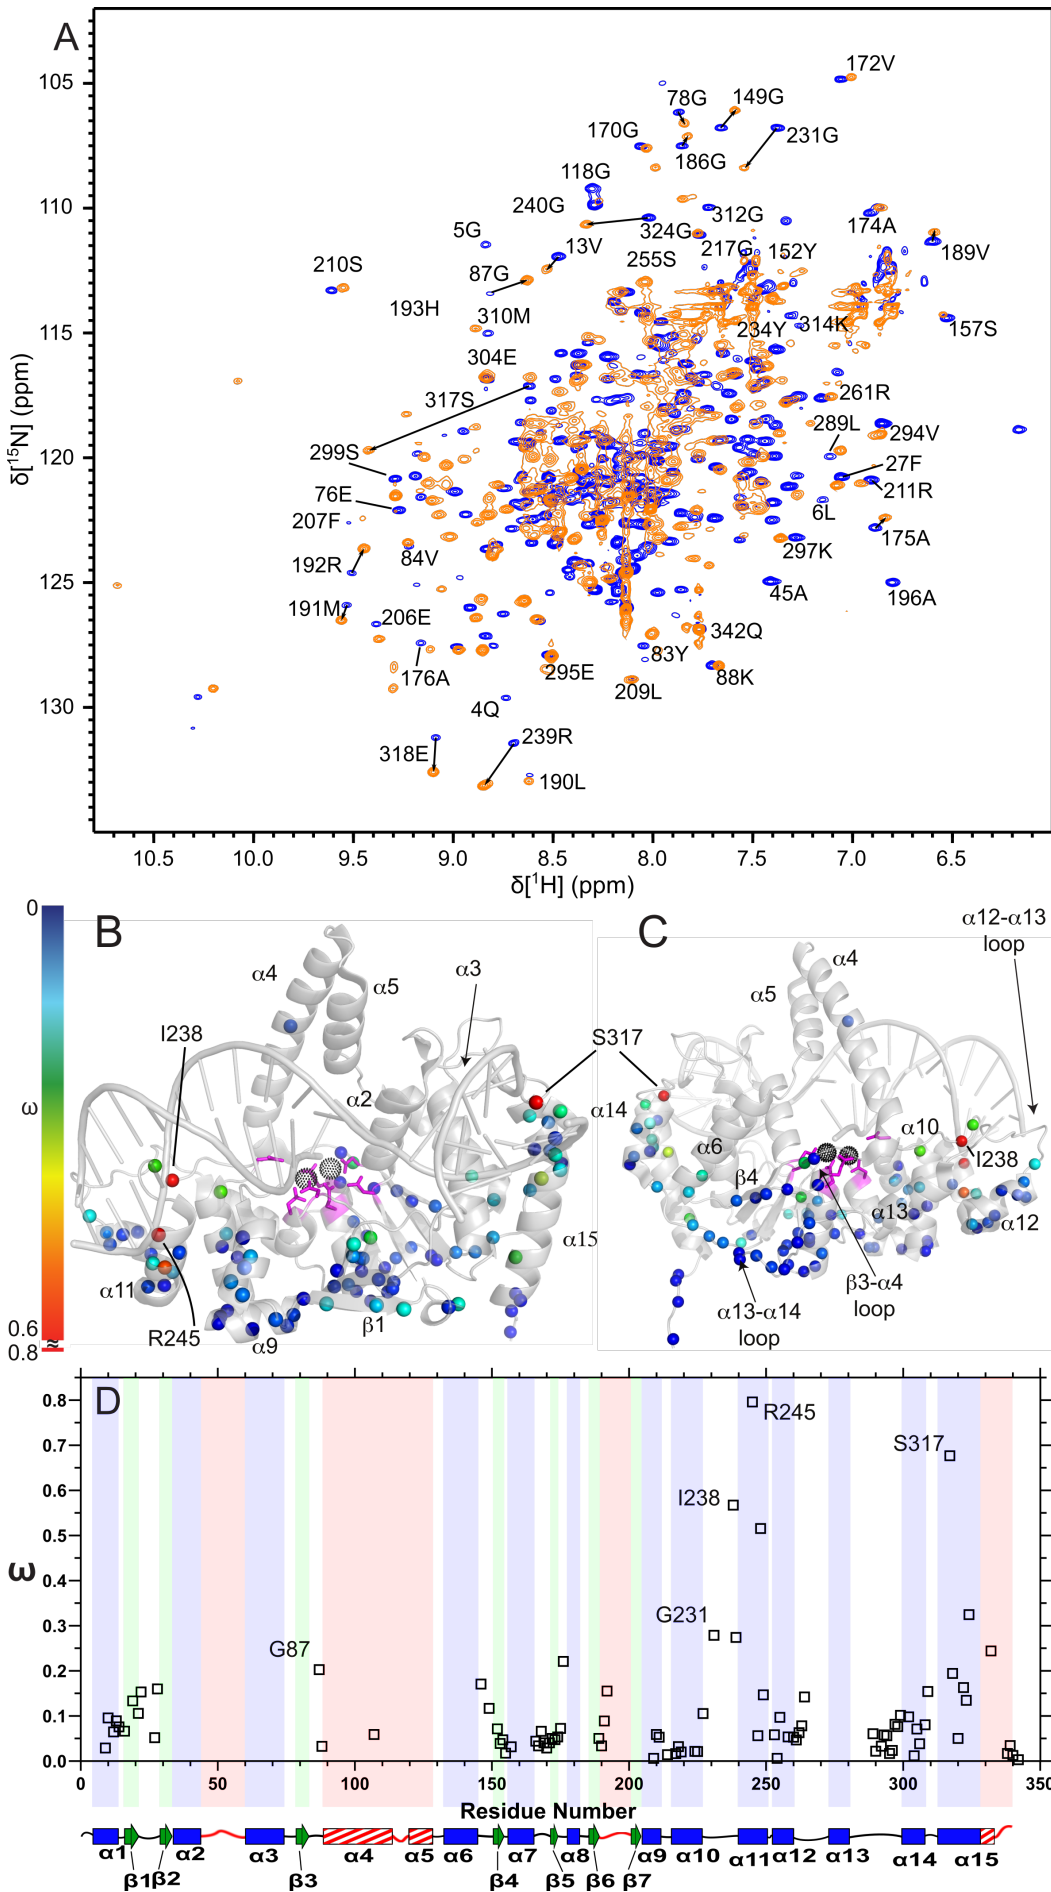 A
105
110
115
120
125
130
δ[¹⁵N] (ppm)
10.5
10.0
9.5
9.0
8.5
8.0
7.5
7.0
6.5
δ[¹H] (ppm)
172V
78G
149G
170G
186G
231G
118G
240G
312G
174A
5G
324G
189V
13V
217G
152Y
255S
210S
87G
193H
310M
234Y
314K
157S
304E
317S
261R
289L
294V
299S
27F
76E
211R
207F
6L
175A
192R
84V
297K
191M
206E
45A
196A
342Q
176A
83Y
295E
88K
209L
4Q
239R
318E
190L
0
ω
0.6
≈
0.8
B
α4
α5
α3
I238
S317
α2
α15
α11
R245
α9
β1
C
α12-α13
loop
α4
α5
α14
α6
α10
I238
β4
α13
α12
β3-α4
loop
α13-α14
loop
D
ω
0.8
0.7
0.6
0.5
0.4
0.3
0.2
0.1
0.0
R245
S317
I238
G231
G87
0
50
100
150
200
250
300
350
Residue Number
α1
β1
β2
α2
α3
β3
α4
α5
α6
β4
α7
β5
α8
β6
β7
α9
α10
α11
α12
α13
α14
α15